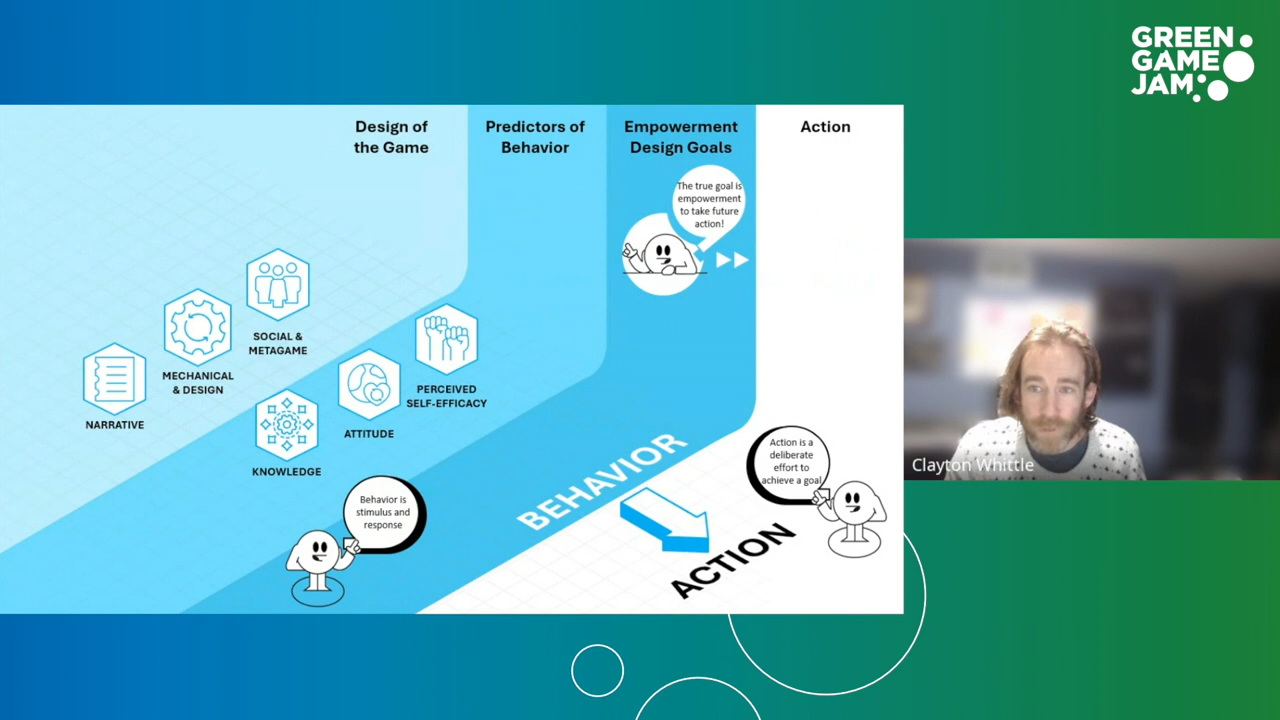 GREEN
GAME
JAM
Design of
the Game
Predictors of
Behavior
Empowerment
Design Goals
Action
The true goal is
empowerment
to take future
action!
SOCIAL &
METAGAME
MECHANICAL
& DESIGN
NARRATIVE
PERCEIVED
SELF-EFFICACY
ATTITUDE
KNOWLEDGE
BEHAVIOR
ACTION
Action is a
deliberate
effort to
achieve a goal
Behavior is
stimulus and
response
Clayton Whittle